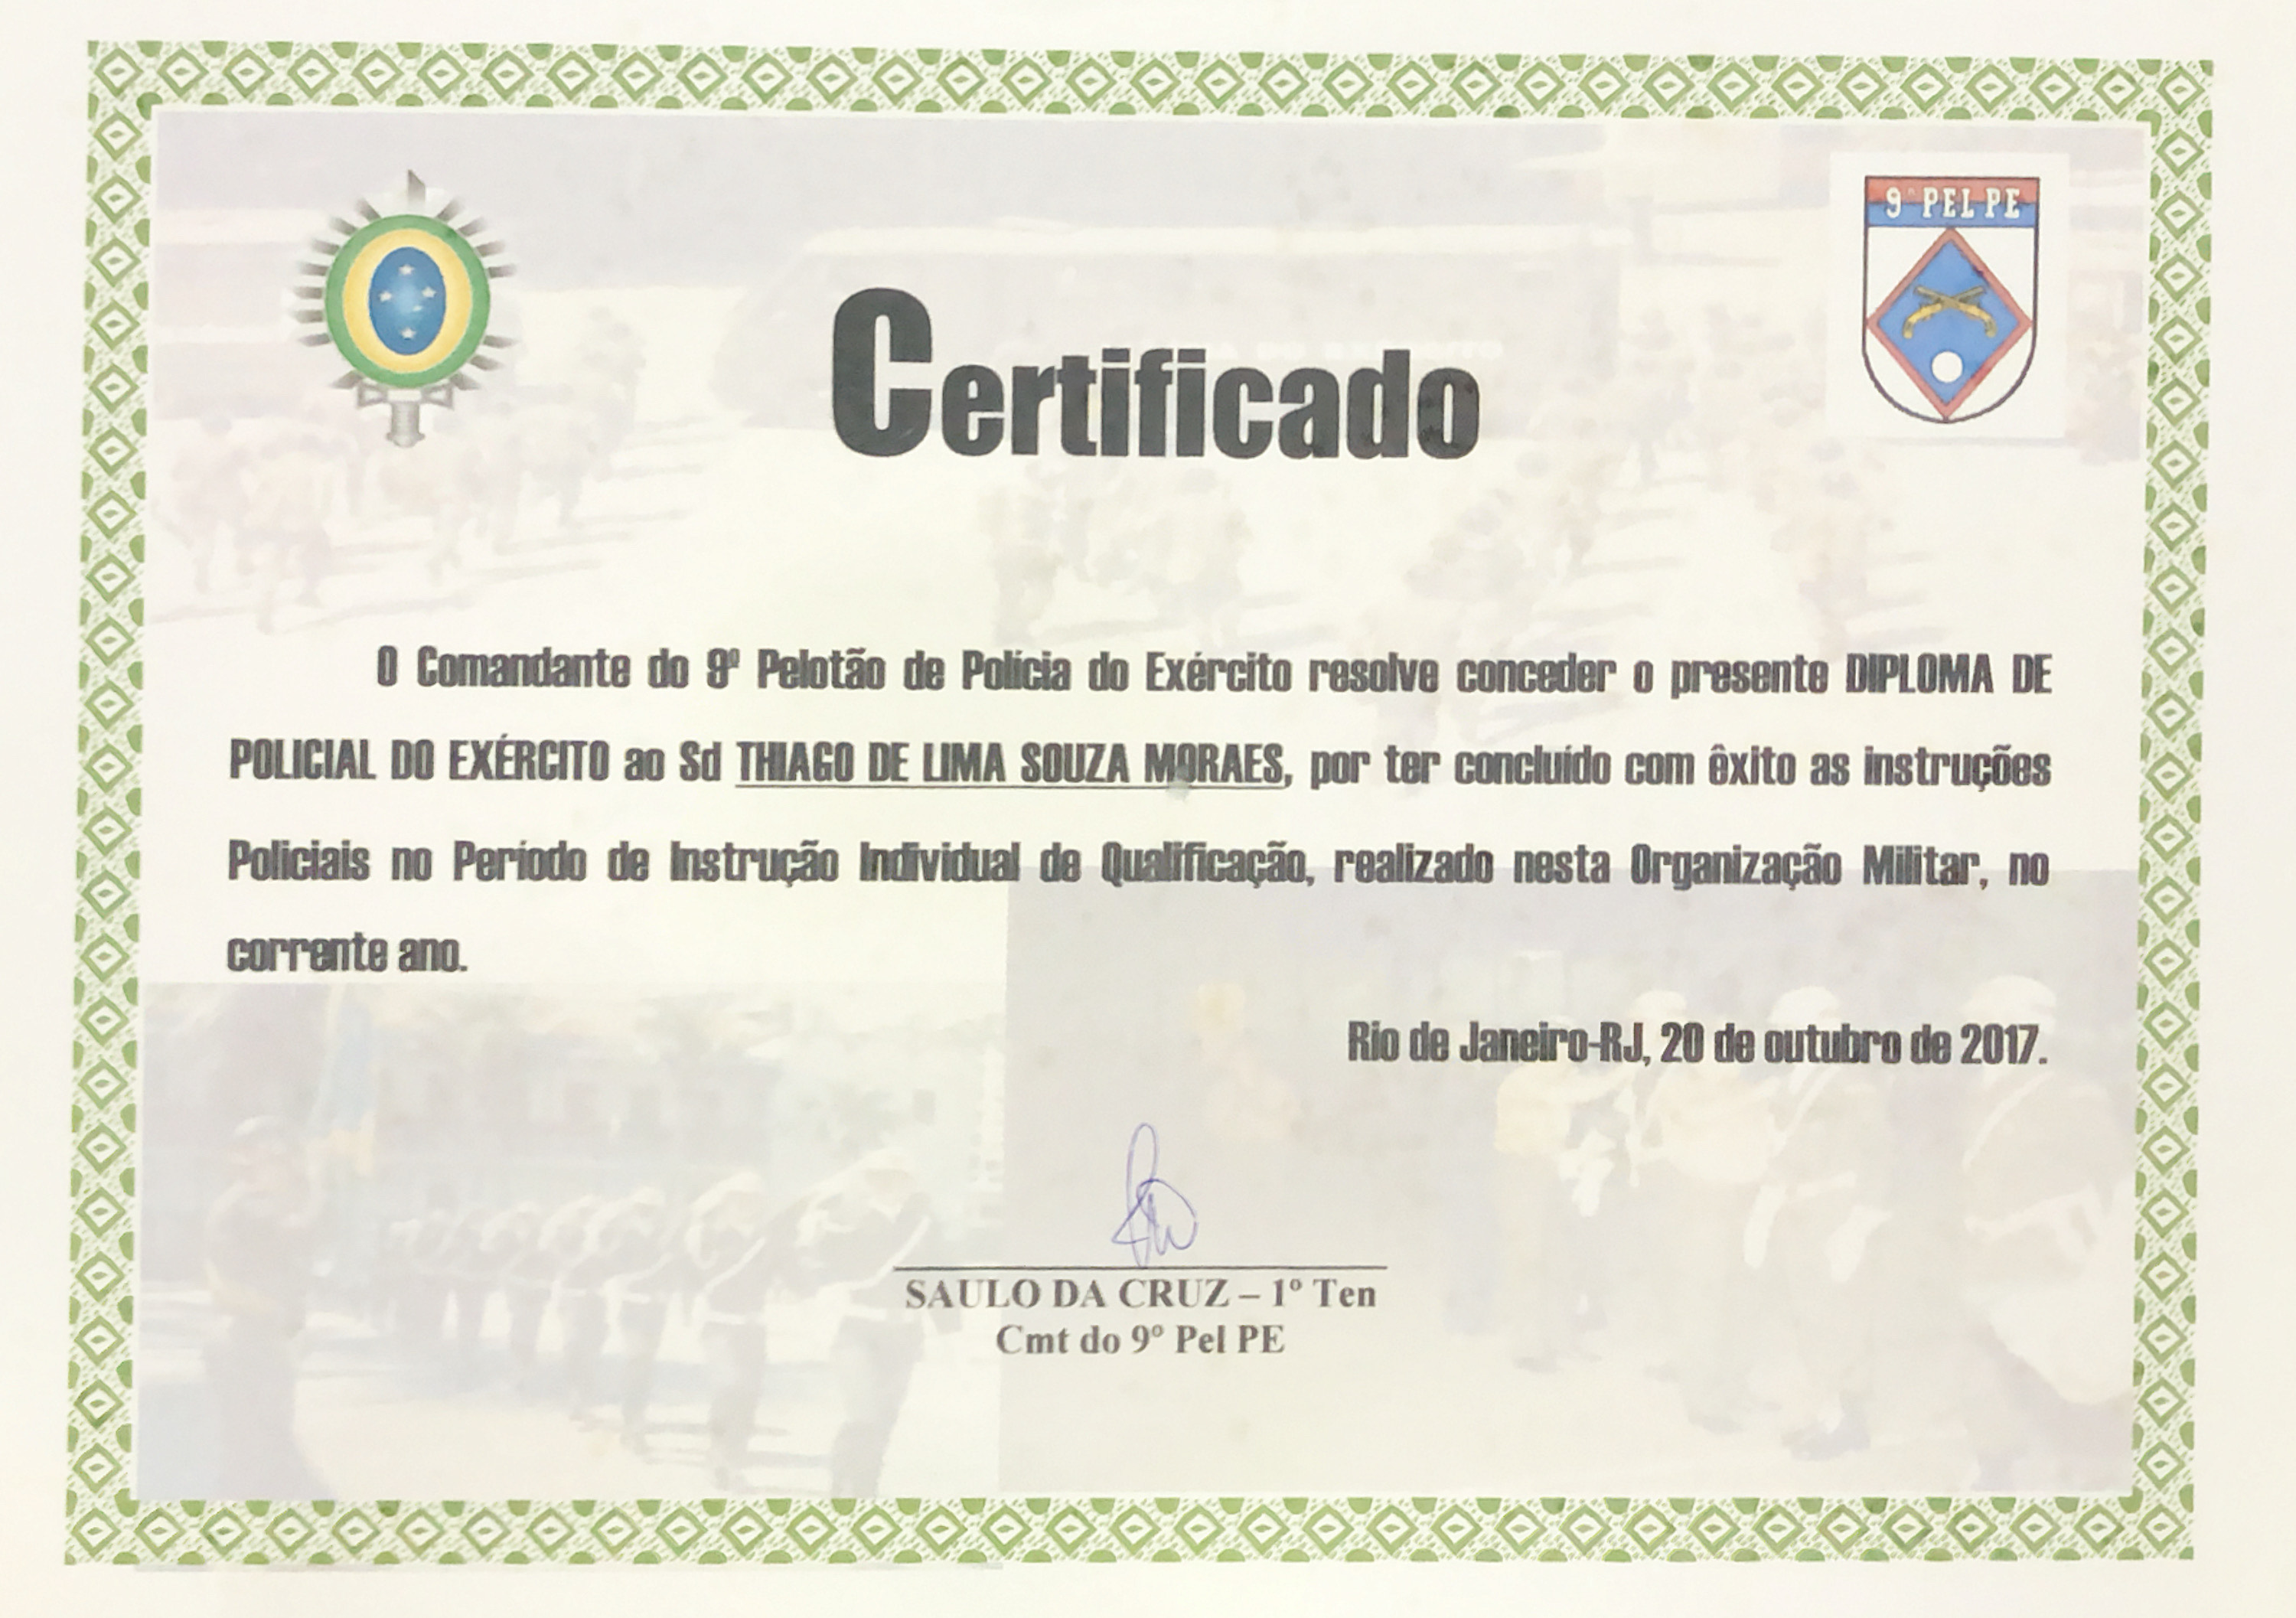 9º PEL PE
Certificado
O Comandante do 9º Pelotão de Polícia do Exército resolve conceder o presente DIPLOMA DE
POLICIAL DO EXÉRCITO ao Sd THIAGO DE LIMA SOUZA MORAES, por ter concluído com êxito as instruções
Policiais no Período de Instrução Individual de Qualificação, realizado nesta Organização Militar, no
corrente ano.
Rio de Janeiro-RJ, 20 de outubro de 2017.
SAULO DA CRUZ – 1º Ten
Cmt do 9º Pel PE